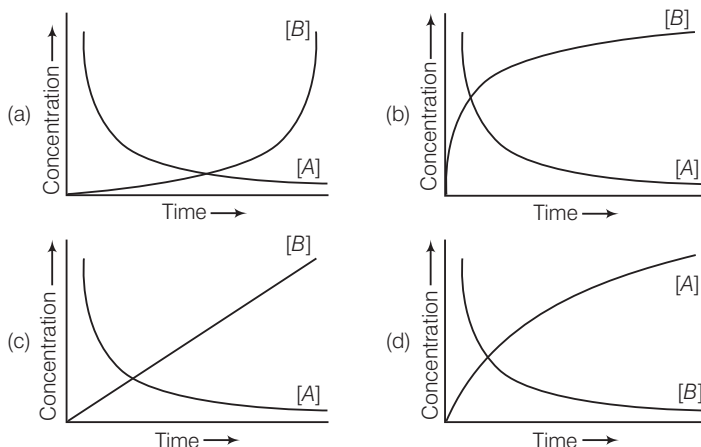 (a)
Concentration →
[B]
[A]
Time →
(b)
Concentration →
[B]
[A]
Time →
(c)
Concentration →
[B]
[A]
Time →
(d)
Concentration →
[A]
[B]
Time →